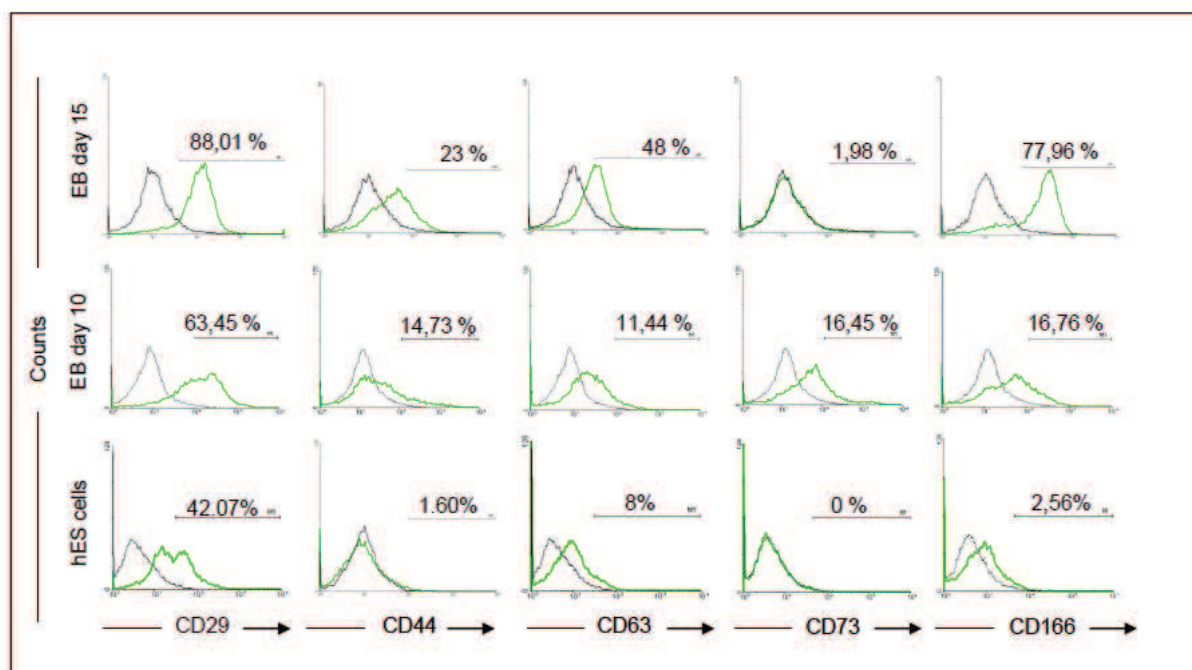 EB day 15
88,01 %
23 %
48 %
1,98 %
77,96 %
EB day 10
63,45 %
14,73 %
11,44 %
16,45 %
16,76 %
Counts
hES cells
42.07%
1.60%
8%
0 %
2,56%
CD29
CD44
CD63
CD73
CD166